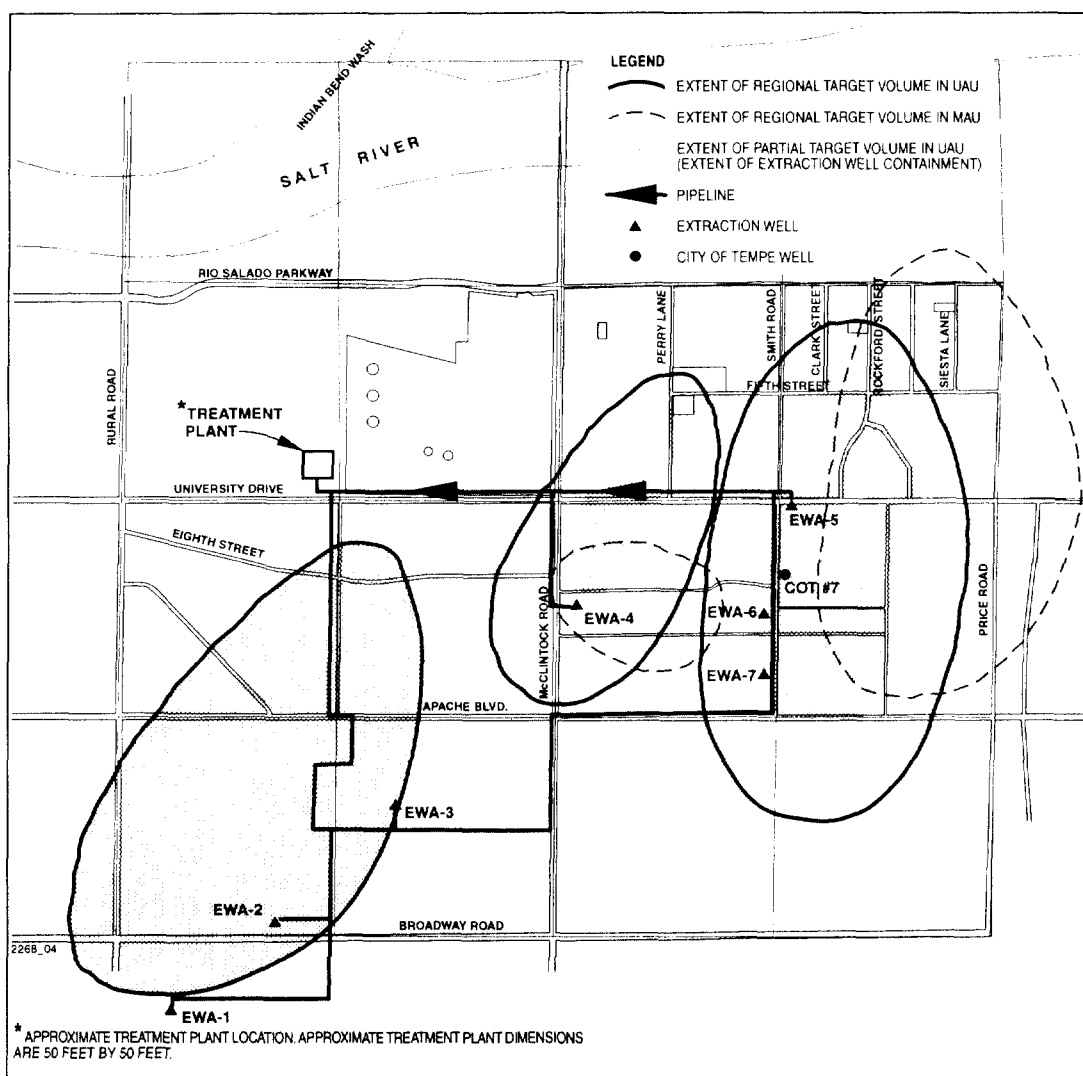 INDIAN BEND WASH
SALT RIVER
LEGEND
EXTENT OF REGIONAL TARGET VOLUME IN UAU
EXTENT OF REGIONAL TARGET VOLUME IN MAU
EXTENT OF PARTIAL TARGET VOLUME IN UAU
(EXTENT OF EXTRACTION WELL CONTAINMENT)
PIPELINE
EXTRACTION WELL
CITY OF TEMPE WELL
RIO SALADO PARKWAY
RURAL ROAD
PERRY LANE
SMITH ROAD
CLARK STREET
ROCKFORD STREET
SIESTA LANE
FIFTH STREET
* TREATMENT
PLANT
UNIVERSITY DRIVE
EIGHTH STREET
EWA-5
COT #7
EWA-4
EWA-6
EWA-7
McCLINTOCK ROAD
PRICE ROAD
APACHE BLVD.
EWA-3
EWA-2
BROADWAY ROAD
226B_04
EWA-1
* APPROXIMATE TREATMENT PLANT LOCATION. APPROXIMATE TREATMENT PLANT DIMENSIONS
ARE 50 FEET BY 50 FEET.